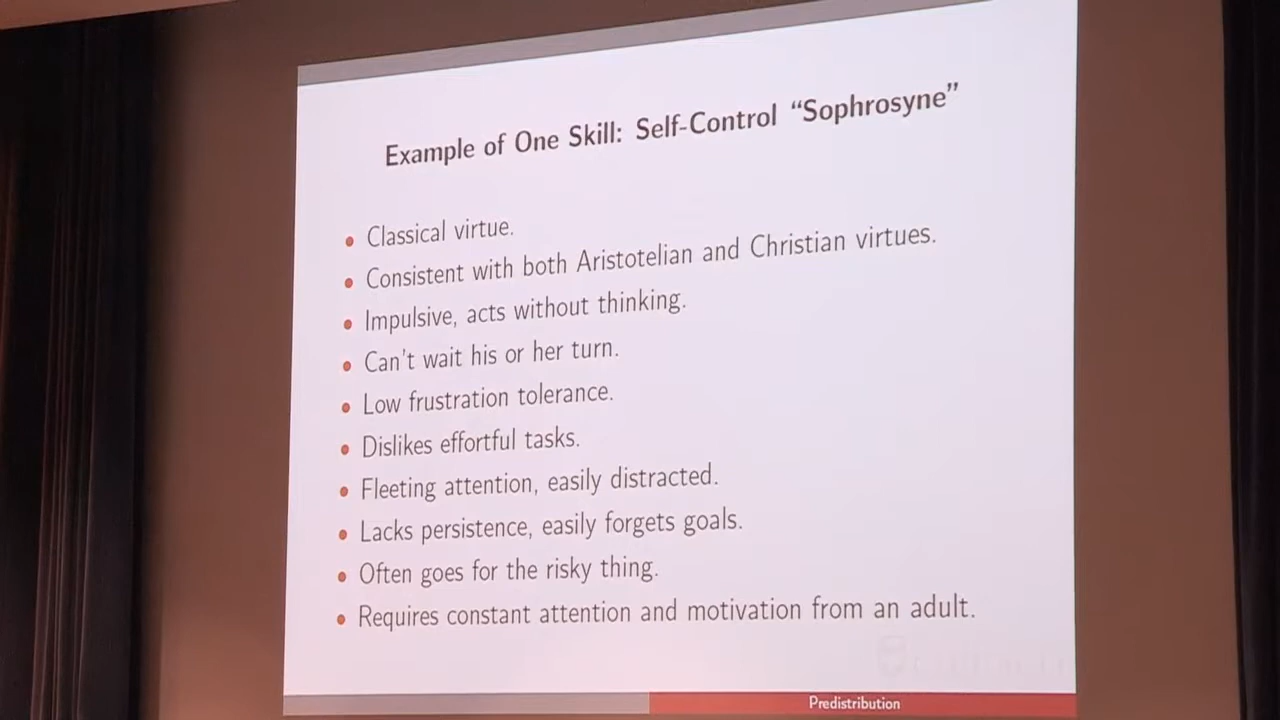 Example of One Skill: Self-Control “Sophrosyne”
Classical virtue.
Consistent with both Aristotelian and Christian virtues.
Impulsive, acts without thinking.
Can't wait his or her turn.
Low frustration tolerance.
Dislikes effortful tasks.
Fleeting attention, easily distracted.
Lacks persistence, easily forgets goals.
Often goes for the risky thing.
Requires constant attention and motivation from an adult.
Predistribution